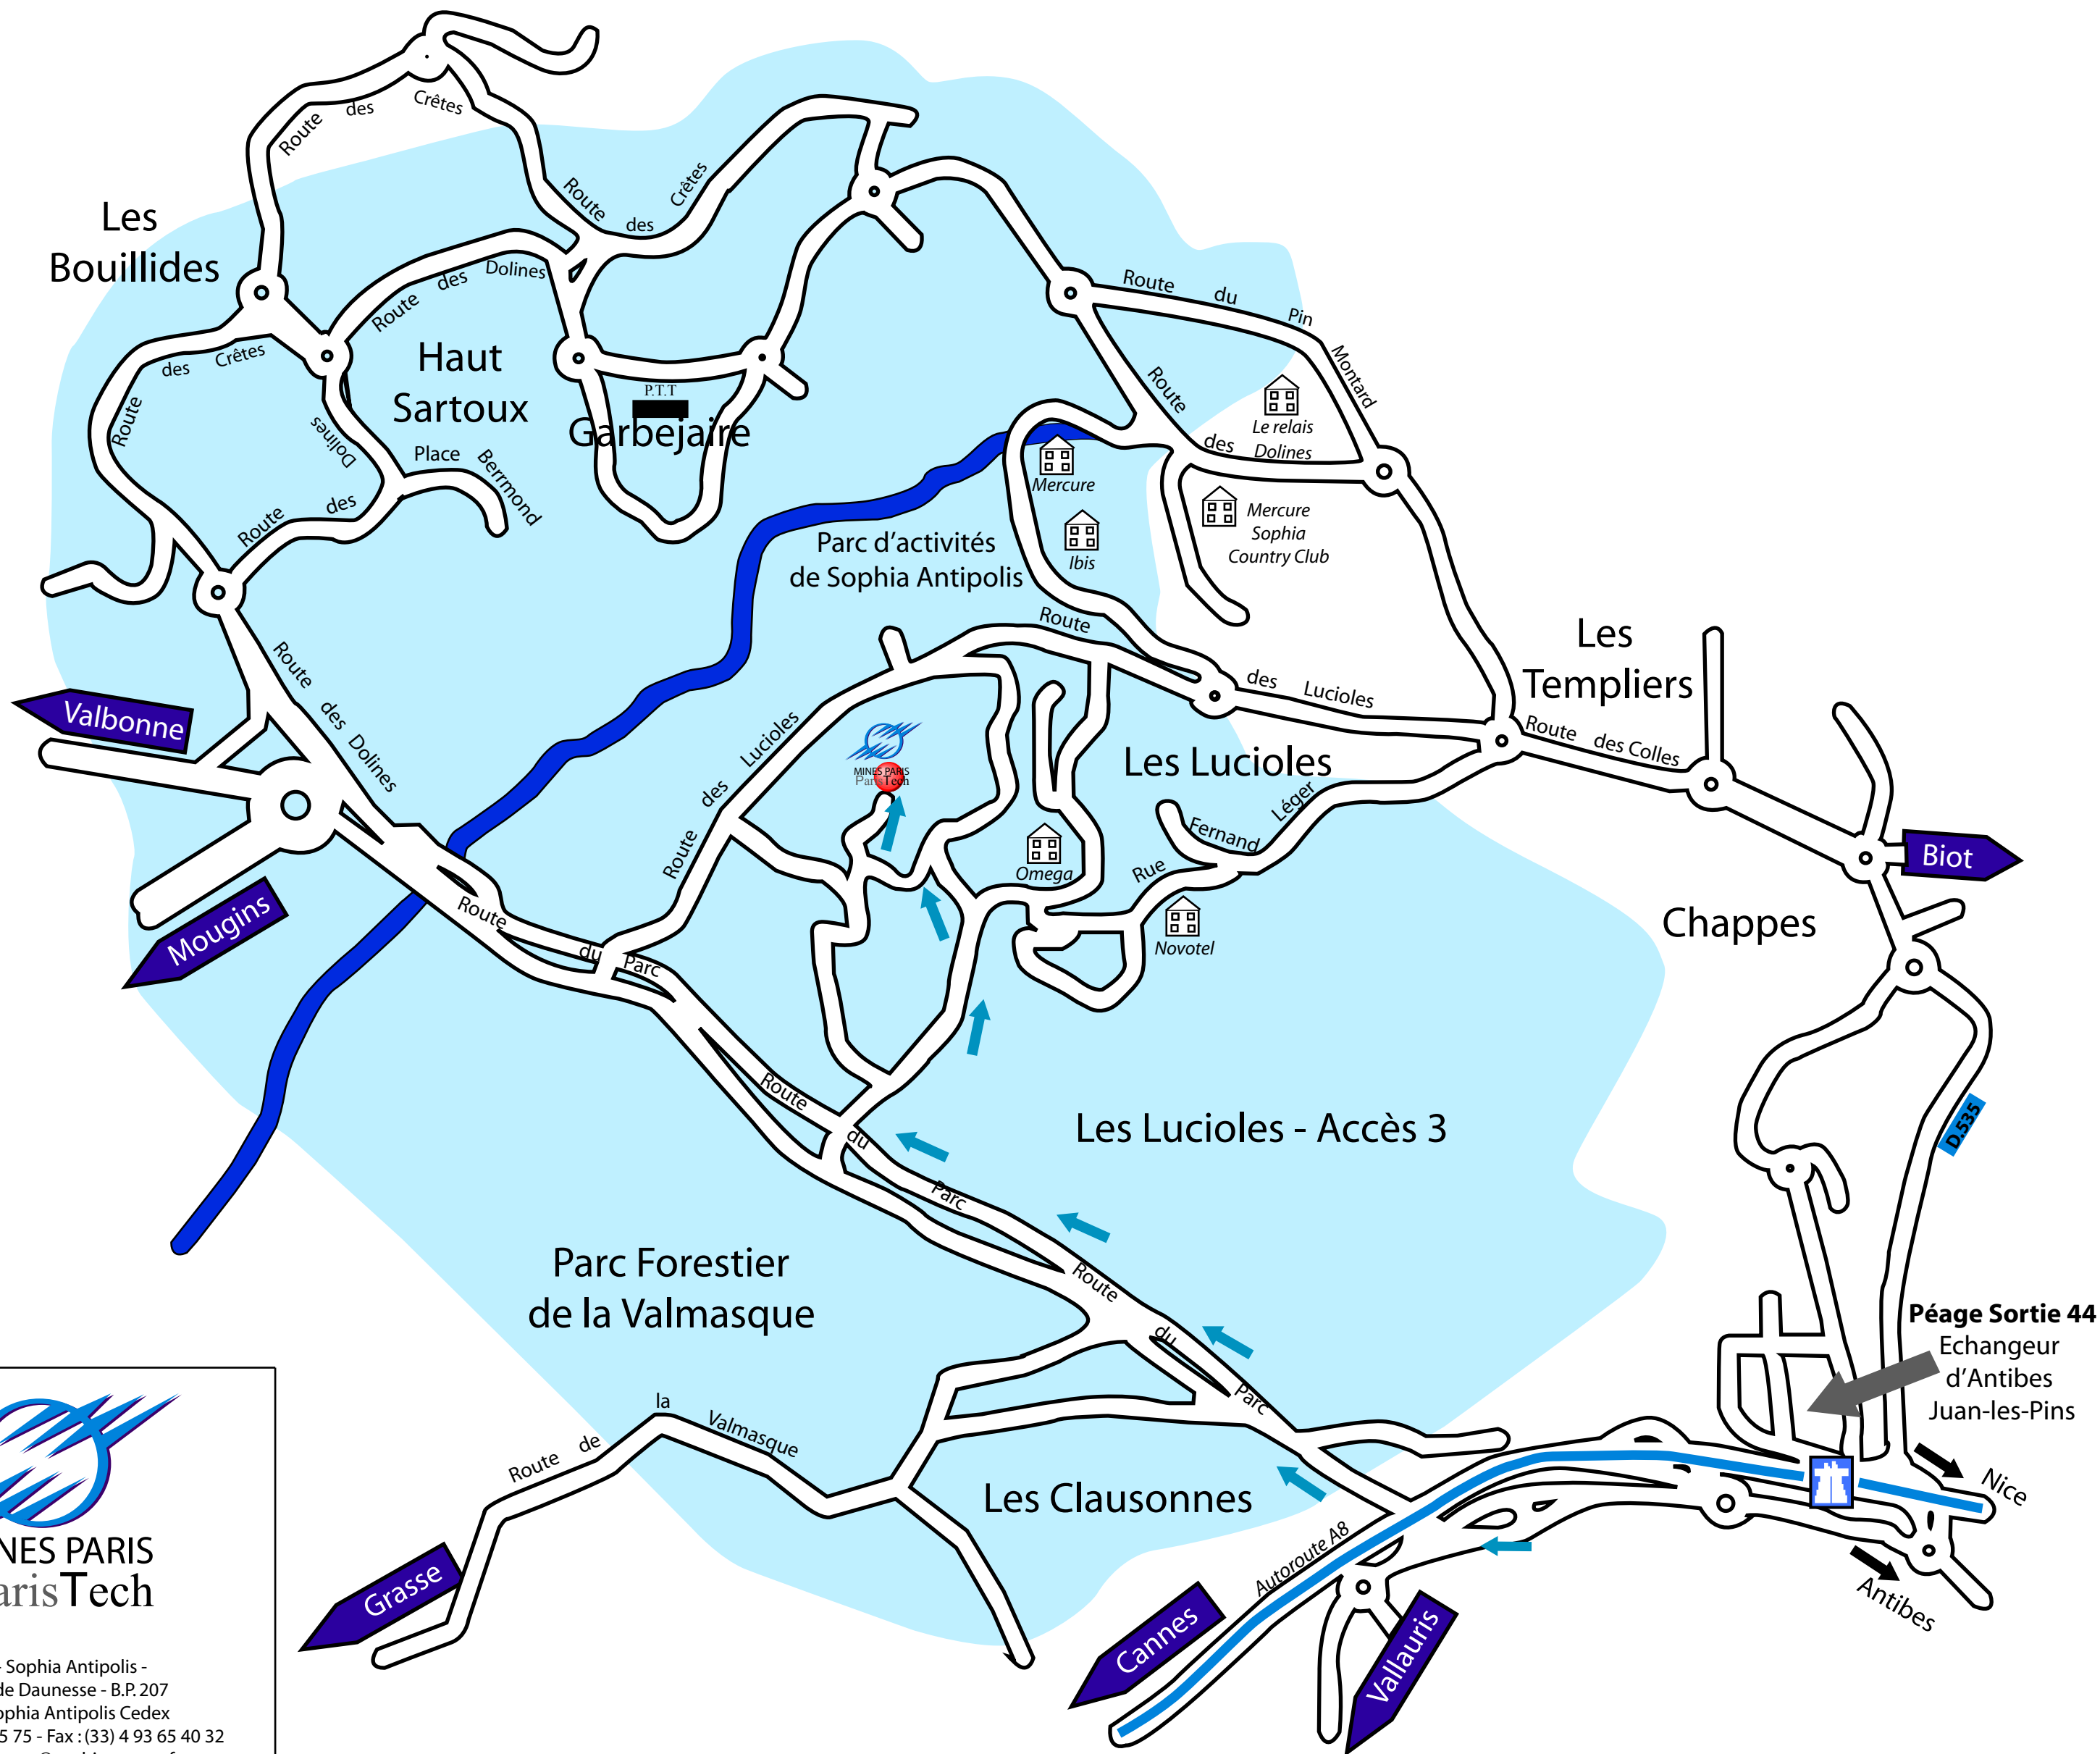 Route des Crêtes
Les
Bouillides
Route des Crêtes
Route des Dolines
Route des Crêtes
Haut
Sartoux
P.T.T
Garbejaire
Dolines
Place Bermond
Route des
Route du Pin Montard
Route des Dolines
Le relais
Mercure
Ibis
Mercure
Sophia
Country Club
Parc d'activités
de Sophia Antipolis
Route des Lucioles
Les
Templiers
Route des Colles
Valbonne
Route des Dolines
Route des Lucioles
MINES PARIS
ParisTech
Les Lucioles
Omega
Rue Fernand Léger
Novotel
Biot
Chappes
Mougins
Route du Parc
Route du Parc
Les Lucioles - Accès 3
D.535
Parc Forestier
de la Valmasque
Route du Parc
Péage Sortie 44
Echangeur
d'Antibes
Juan-les-Pins
Route de la Valmasque
Les Clausonnes
Nice
Autoroute A8
Antibes
Grasse
Cannes
Vallauris
NES PARIS
arisTech
Sophia Antipolis -
de Daunesse - B.P. 207
ophia Antipolis Cedex
5 75 - Fax : (33) 4 93 65 40 32